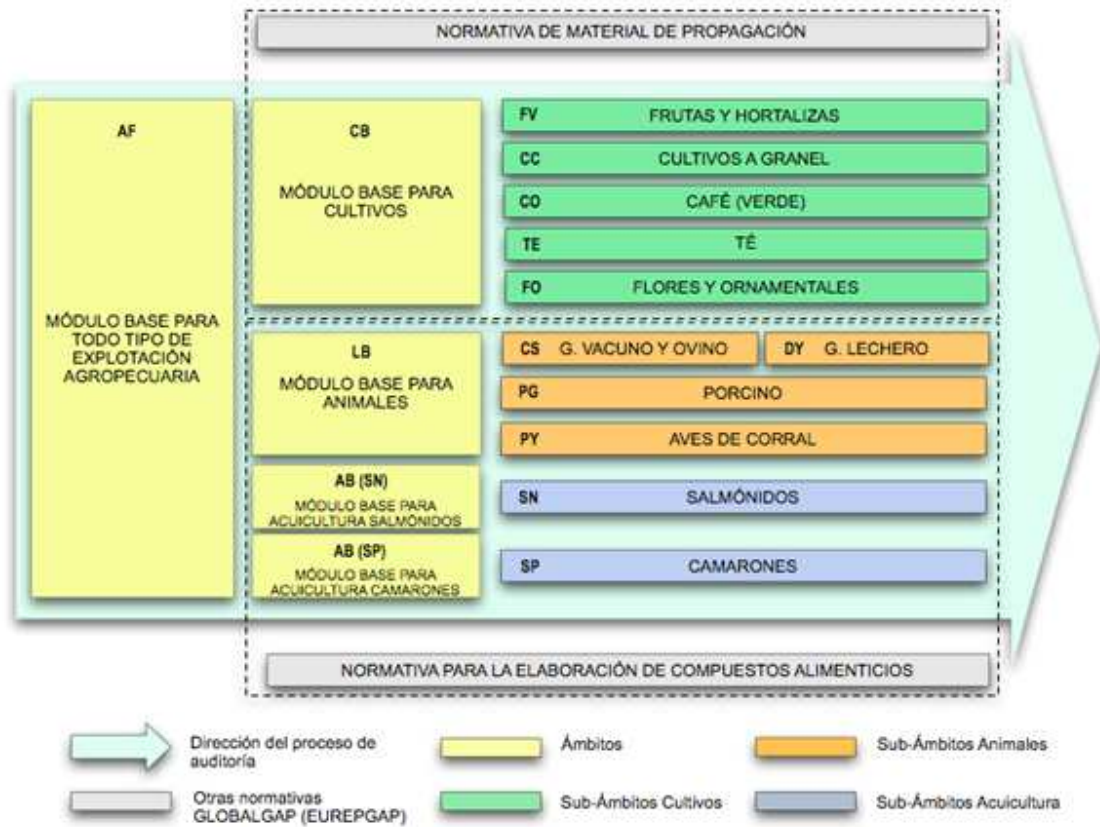 NORMATIVA DE MATERIAL DE PROPAGACIÓN
AF
MÓDULO BASE PARA
TODO TIPO DE
EXPLOTACIÓN
AGROPECUARIA
CB
MÓDULO BASE PARA
CULTIVOS
FV FRUTAS Y HORTALIZAS
CC CULTIVOS A GRANEL
CO CAFÉ (VERDE)
TE TÉ
FO FLORES Y ORNAMENTALES
LB
MÓDULO BASE PARA
ANIMALES
CS G. VACUNO Y OVINO
DY G. LECHERO
PG PORCINO
PY AVES DE CORRAL
AB (SN)
MÓDULO BASE PARA
ACUICULTURA SALMÓNIDOS
SN SALMÓNIDOS
AB (SP)
MÓDULO BASE PARA
ACUICULTURA CAMARONES
SP CAMARONES
NORMATIVA PARA LA ELABORACIÓN DE COMPUESTOS ALIMENTICIOS
Dirección del proceso de
auditoría
Ámbitos
Sub-Ámbitos Animales
Otras normativas
GLOBALGAP (EUREPGAP)
Sub-Ámbitos Cultivos
Sub-Ámbitos Acuicultura